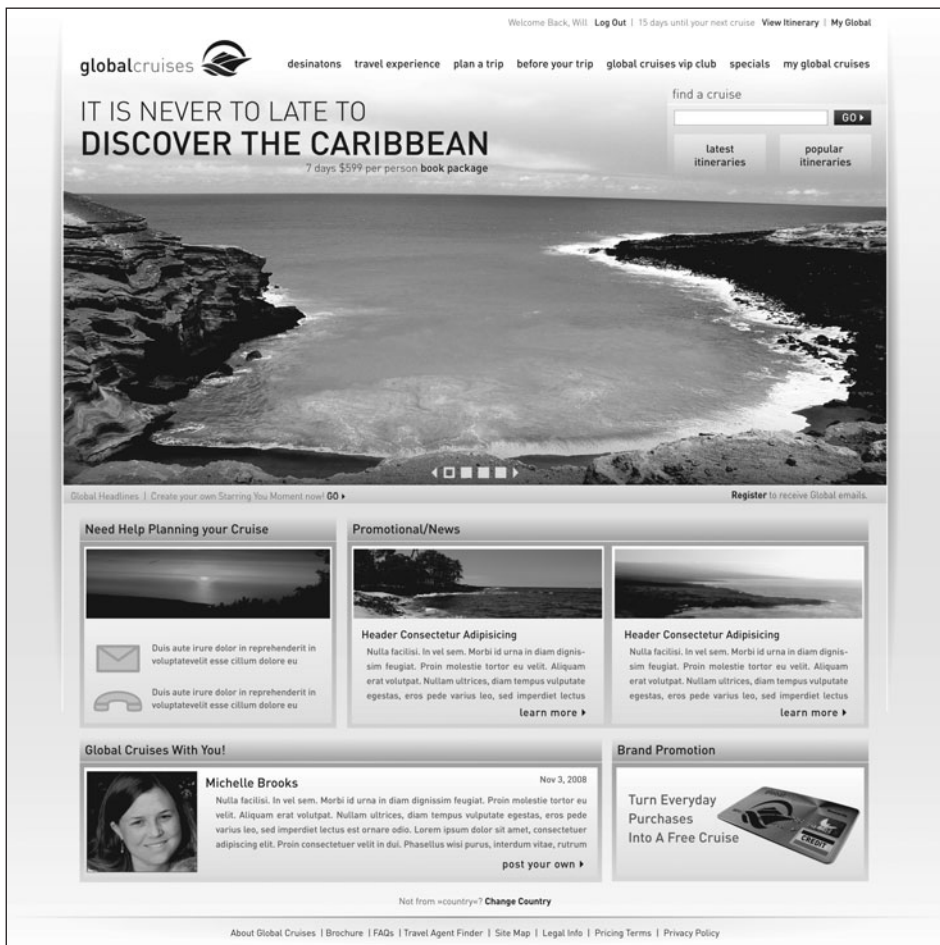 Welcome Back, Will Log Out | 15 days until your next cruise View Itinerary | My Global
globalcruises
desinatons travel experience plan a trip before your trip global cruises vip club specials my global cruises
IT IS NEVER TO LATE TO
DISCOVER THE CARIBBEAN
7 days $599 per person book package
find a cruise
GO
latest
itineraries
popular
itineraries
Global Headlines | Create your own Starring You Moment now! GO
Register to receive Global emails.
Need Help Planning your Cruise
Duis aute irure dolor in reprehenderit in
voluptatevelit esse cillum dolore eu
Duis aute irure dolor in reprehenderit in
voluptatevelit esse cillum dolore eu
Promotional/News
Header Consectetur Adipisicing
Nulla facilisi. In vel sem. Morbi id urna in diam dignis-
sim feugiat. Proin molestie tortor eu velit. Aliquam
erat volutpat. Nullam ultrices, diam tempus vulputate
egestas, eros pede varius leo, sed imperdiet lectus
learn more
Header Consectetur Adipisicing
Nulla facilisi. In vel sem. Morbi id urna in diam dignis-
sim feugiat. Proin molestie tortor eu velit. Aliquam
erat volutpat. Nullam ultrices, diam tempus vulputate
egestas, eros pede varius leo, sed imperdiet lectus
learn more
Global Cruises With You!
Michelle Brooks
Nov 3, 2008
Nulla facilisi. In vel sem. Morbi id urna in diam dignissim feugiat. Proin molestie tortor eu
velit. Aliquam erat volutpat. Nullam ultrices, diam tempus vulputate egestas, eros pede
varius leo, sed imperdiet lectus est ornare odio. Lorem ipsum dolor sit amet, consectetuer
adipiscing elit. Proin consectetuer velit in dui. Phasellus wisi purus, interdum vitae, rutrum
post your own
Brand Promotion
Turn Everyday
Purchases
Into A Free Cruise
CREDIT
Not from »country«? Change Country
About Global Cruises | Brochure | FAQs | Travel Agent Finder | Site Map | Legal Info | Pricing Terms | Privacy Policy